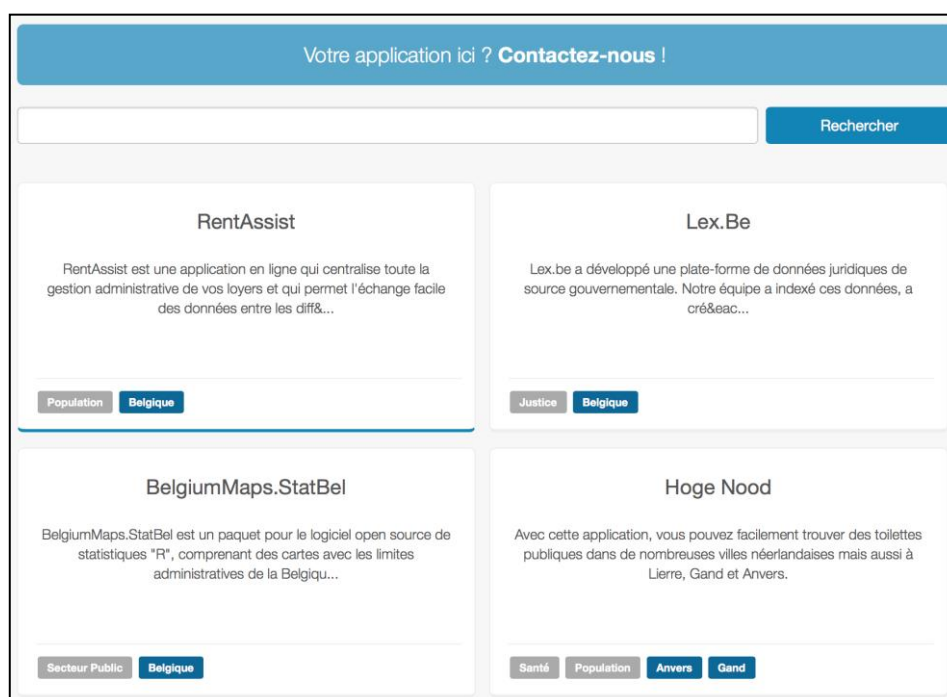 Votre application ici ? Contactez-nous !
Rechercher
RentAssist
RentAssist est une application en ligne qui centralise toute la
gestion administrative de vos loyers et qui permet l'échange facile
des données entre les diff&...
Population Belgique
Lex.Be
Lex.be a développé une plate-forme de données juridiques de
source gouvernementale. Notre équipe a indexé ces données, a
cré&eac...
Justice Belgique
BelgiumMaps.StatBel
BelgiumMaps.StatBel est un paquet pour le logiciel open source de
statistiques "R", comprenant des cartes avec les limites
administratives de la Belgiqu...
Secteur Public Belgique
Hoge Nood
Avec cette application, vous pouvez facilement trouver des toilettes
publiques dans de nombreuses villes néerlandaises mais aussi à
Lierre, Gand et Anvers.
Santé Population Anvers Gand